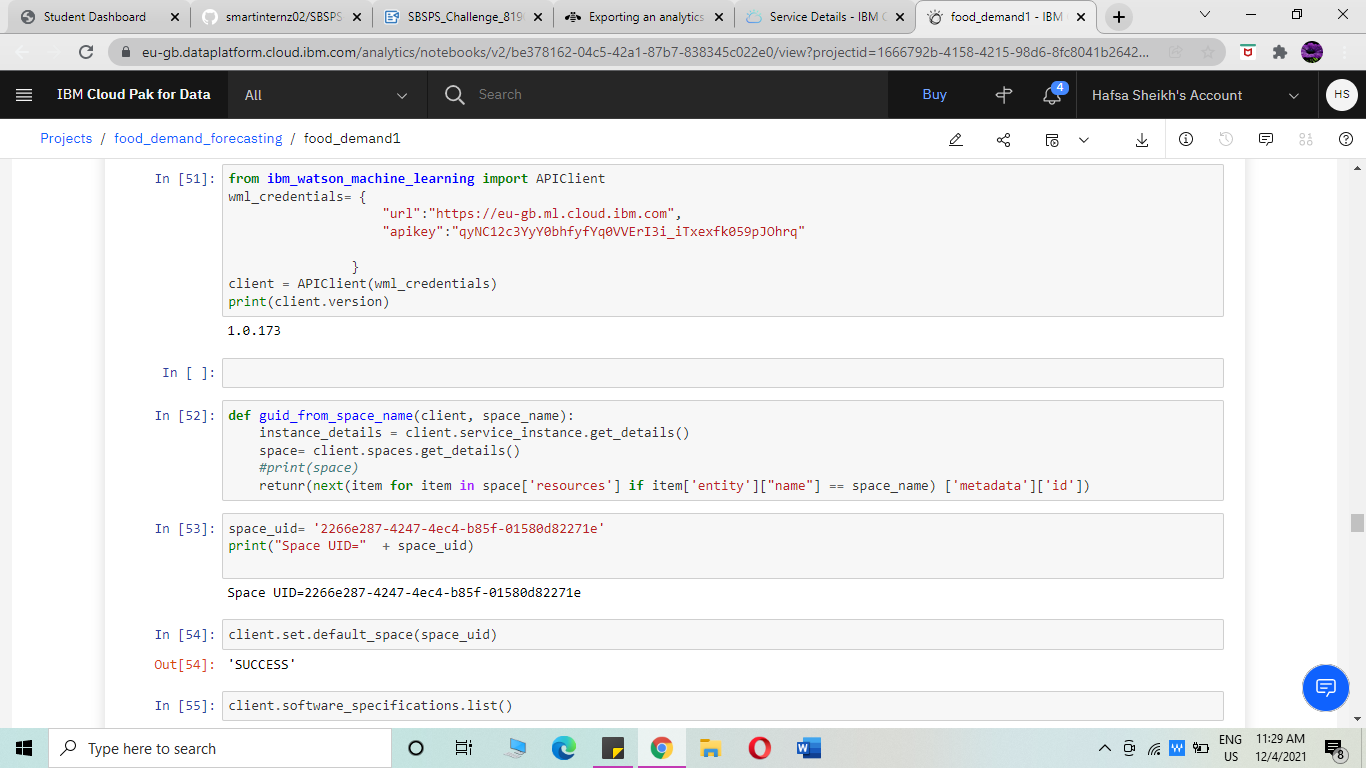 Student Dashboard
smartinternz02/SBSPS
SBSPS_Challenge_819
Exporting an analytics
Service Details - IBM C
food_demand1 - IBM
eu-gb.dataplatform.cloud.ibm.com/analytics/notebooks/v2/be378162-04c5-42a1-87b7-838345c022e0/view?projectid=1666792b-4158-4215-98d6-8fc8041b2642...
IBM Cloud Pak for Data
All
Search
Buy
4
Hafsa Sheikh's Account
HS
Projects / food_demand_forecasting / food_demand1
In [51]: from ibm_watson_machine_learning import APIClient
wml_credentials= {
"url":"https://eu-gb.ml.cloud.ibm.com",
"apikey":"qyNC12c3YyY0bhfyfYq0VVErI3i_iTxexfk059pJOhrq"
}
client = APIClient(wml_credentials)
print(client.version)
1.0.173
In [ ]:
In [52]: def guid_from_space_name(client, space_name):
instance_details = client.service_instance.get_details()
space= client.spaces.get_details()
#print(space)
retunr(next(item for item in space['resources'] if item['entity']["name"] == space_name) ['metadata']['id'])
In [53]: space_uid= '2266e287-4247-4ec4-b85f-01580d82271e'
print("Space UID="  + space_uid)
Space UID=2266e287-4247-4ec4-b85f-01580d82271e
In [54]: client.set.default_space(space_uid)
Out[54]: 'SUCCESS'
In [55]: client.software_specifications.list()
Type here to search
W
ENG
US
11:29 AM
12/4/2021
8